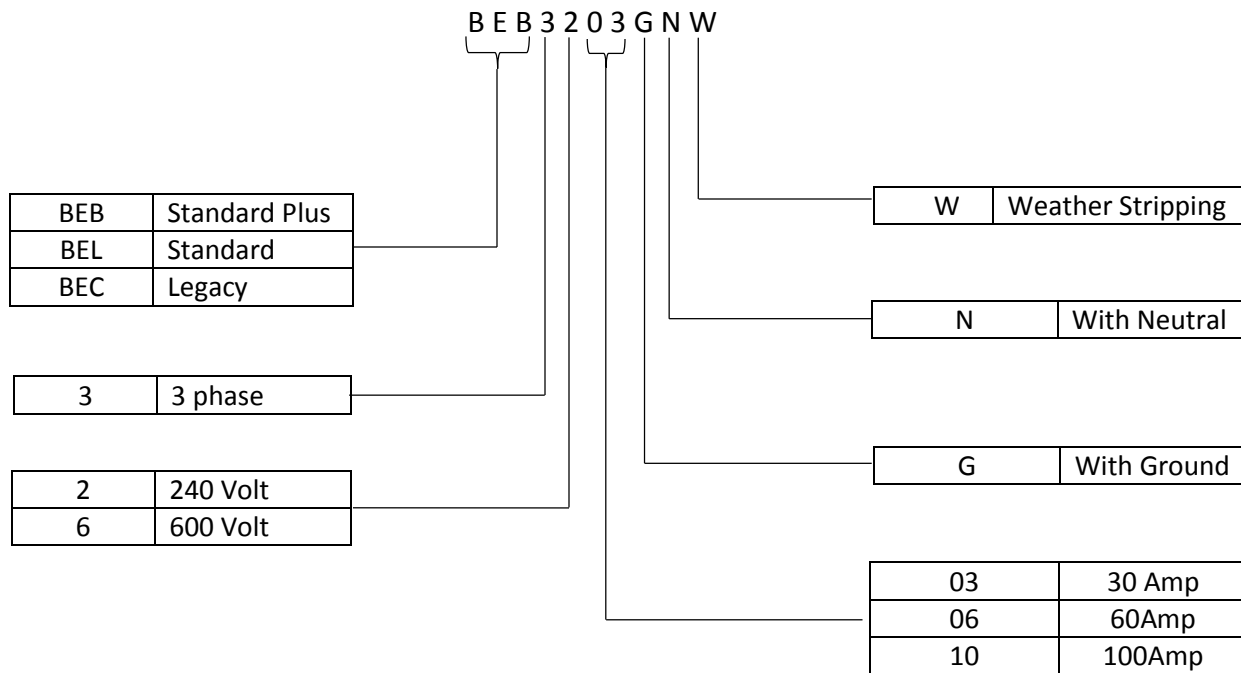 B E B 3 2 0 3 G N W
BEB Standard Plus
BEL Standard
BEC Legacy
3 3 phase
2 240 Volt
6 600 Volt
W Weather Stripping
N With Neutral
G With Ground
03 30 Amp
06 60Amp
10 100Amp